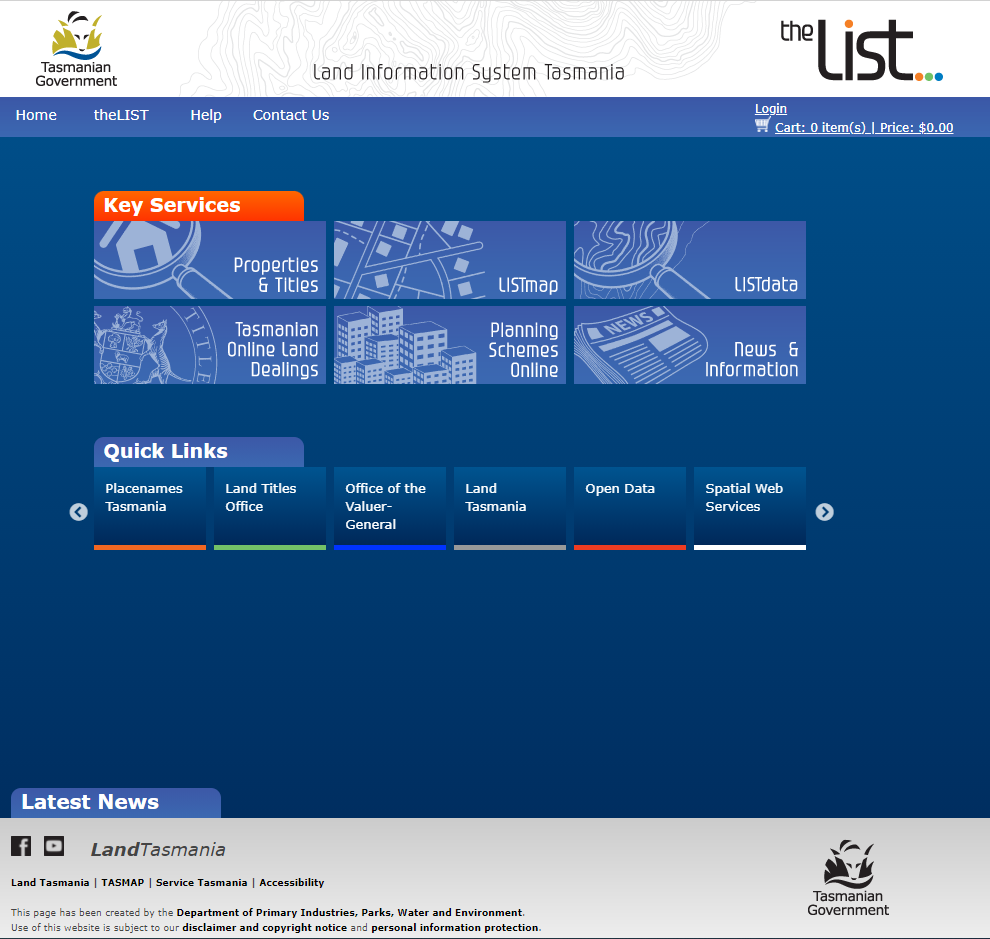 Tasmanian
Government
Land Information System Tasmania
the
LIST
Home theLIST Help Contact Us
Login
Cart: 0 item(s) | Price: $0.00
Key Services
Properties
& Titles
LISTmap
LISTdata
TITLE
Tasmanian
Online Land
Dealings
Planning
Schemes
Online
NEWS
News &
Information
Quick Links
Placenames
Tasmania
Land Titles
Office
Office of the
Valuer-
General
Land
Tasmania
Open Data
Spatial Web
Services
Latest News
LandTasmania
Land Tasmania | TASMAP | Service Tasmania | Accessibility
This page has been created by the Department of Primary Industries, Parks, Water and Environment.
Use of this website is subject to our disclaimer and copyright notice and personal information protection.
Tasmanian
Government